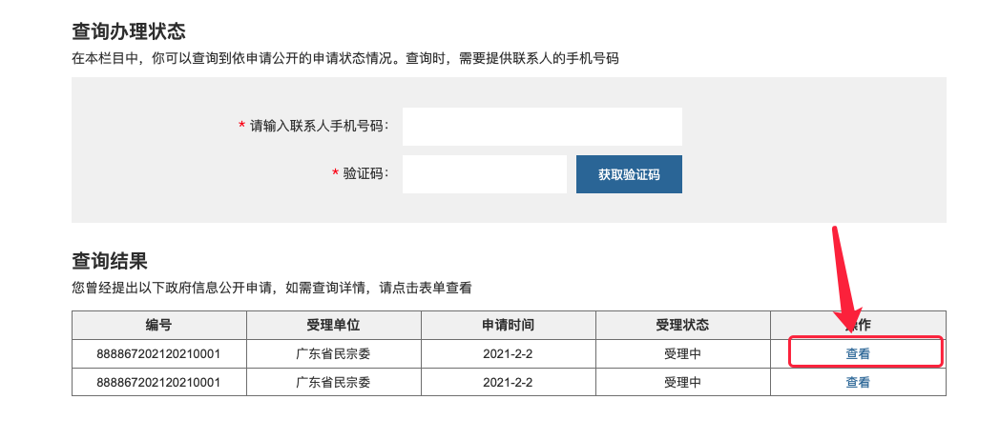 查询办理状态
在本栏目中，你可以查询到依申请公开的申请状态情况。查询时，需要提供联系人的手机号码
* 请输入联系人手机号码：
* 验证码： 获取验证码
查询结果
您曾经提出以下政府信息公开申请，如需查询详情，请点击表单查看
编号 受理单位 申请时间 受理状态 作
888867202120210001 广东省民宗委 2021-2-2 受理中 查看
888867202120210001 广东省民宗委 2021-2-2 受理中 查看